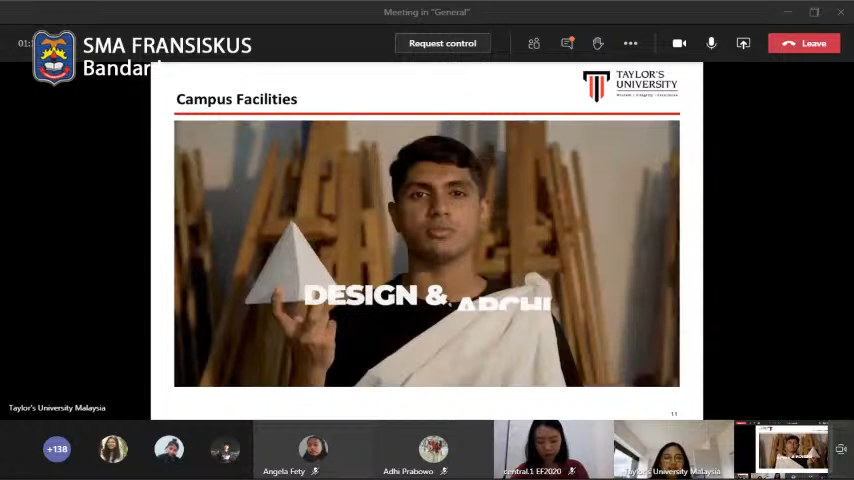 Meeting in "General"
SMA FRANSISKUS
Request control
Leave
TAYLOR'S
UNIVERSITY
Campus Facilities
DESIGN &
ARCHI
Taylor's University Malaysia
11
+138
Angela Fety
Adhi Prabowo
central.1 EF2020
Taylor's University Malaysia